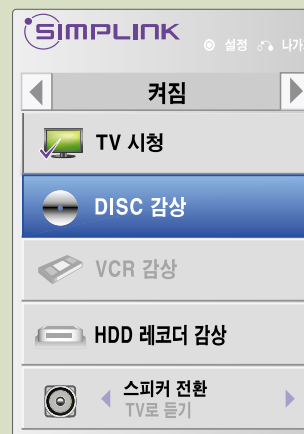 SIMPLINK
설정 나가
켜짐
TV 시청
DISC 감상
VCR 감상
HDD 레코더 감상
스피커 전환
TV로 듣기